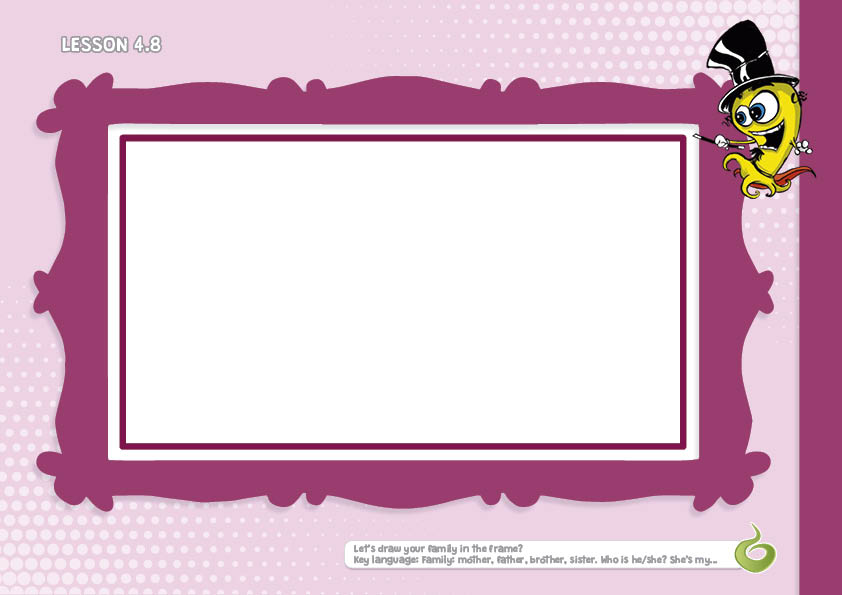 LESSON 4.8
Let's draw your family in the frame?
Key language: Family: mother, father, brother, sister. Who is he/she? She's my...